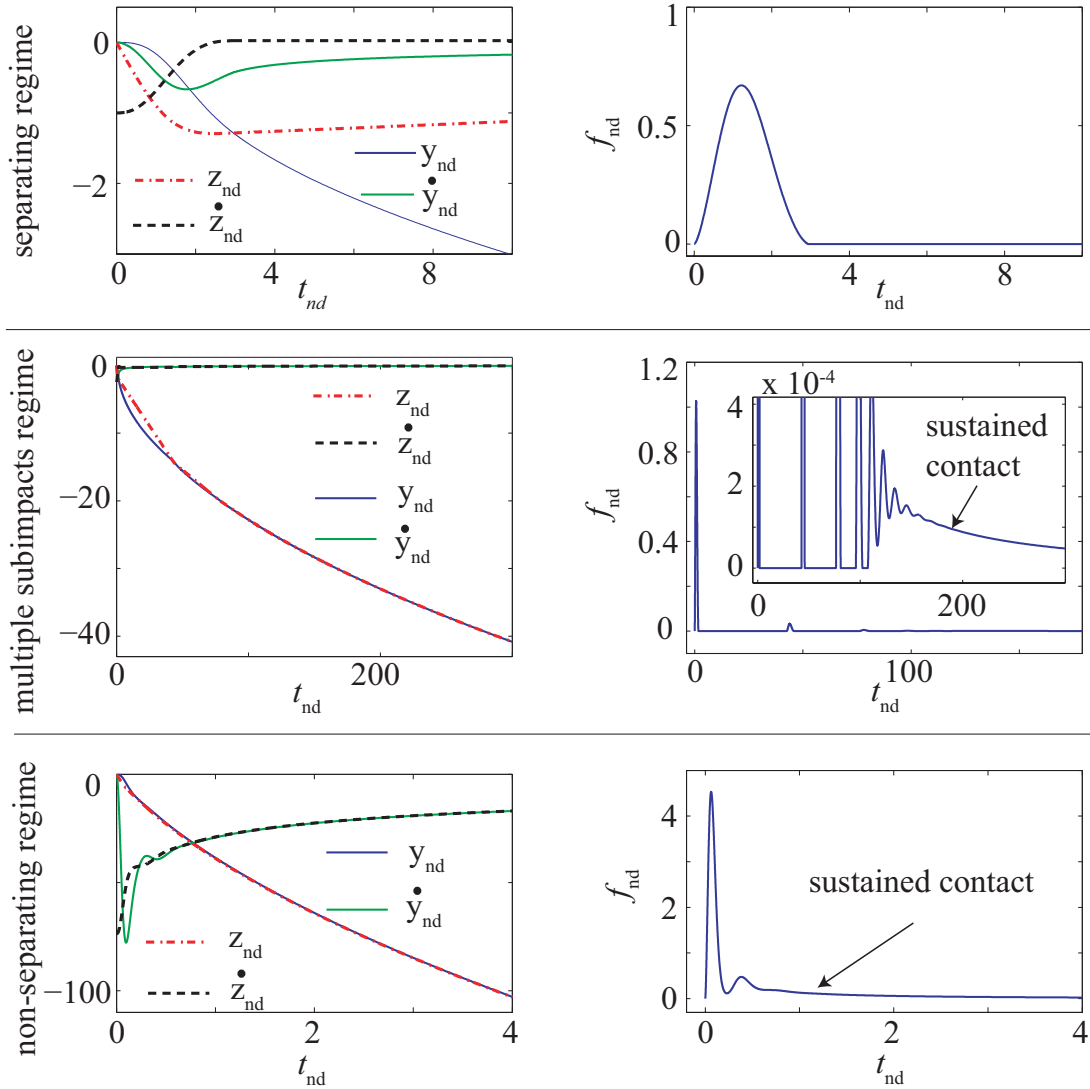 separating regime
0
−2
0
4
8
t_nd
z_nd
ż_nd
y_nd
ẏ_nd
1
0.5
0
f_nd
0
4
8
t_nd
multiple subimpacts regime
0
−20
−40
0
200
t_nd
z_nd
ż_nd
y_nd
ẏ_nd
1.2
0.8
0.4
0
f_nd
0
100
t_nd
x 10^-4
4
2
0
0
200
sustained
contact
non-separating regime
0
−100
0
2
4
t_nd
y_nd
ẏ_nd
z_nd
ż_nd
4
2
0
f_nd
0
2
4
t_nd
sustained contact